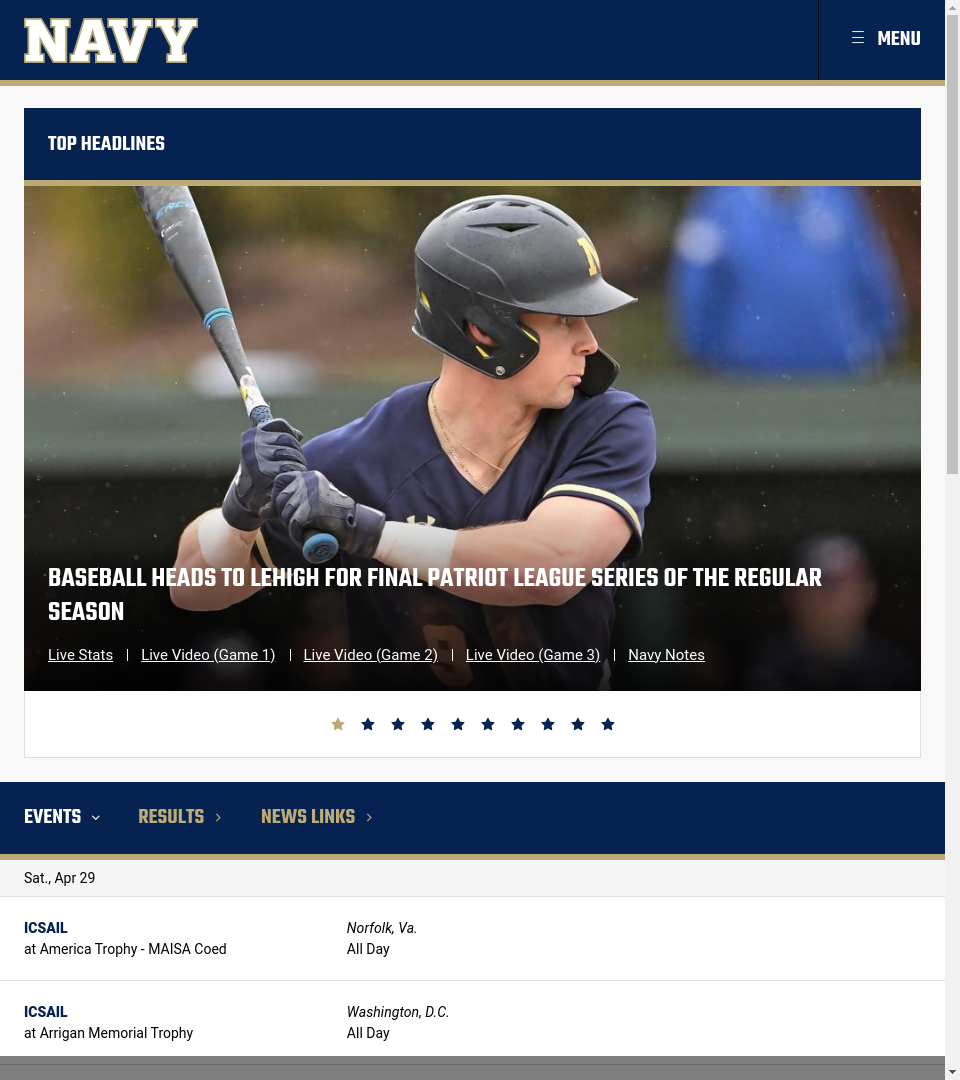 NAVY
MENU
TOP HEADLINES
N
BASEBALL HEADS TO LEHIGH FOR FINAL PATRIOT LEAGUE SERIES OF THE REGULAR
SEASON
Live Stats | Live Video (Game 1) | Live Video (Game 2) | Live Video (Game 3) | Navy Notes
EVENTS RESULTS NEWS LINKS
Sat., Apr 29
ICSAIL Norfolk, Va.
at America Trophy - MAISA Coed All Day
ICSAIL Washington, D.C.
at Arrigan Memorial Trophy All Day